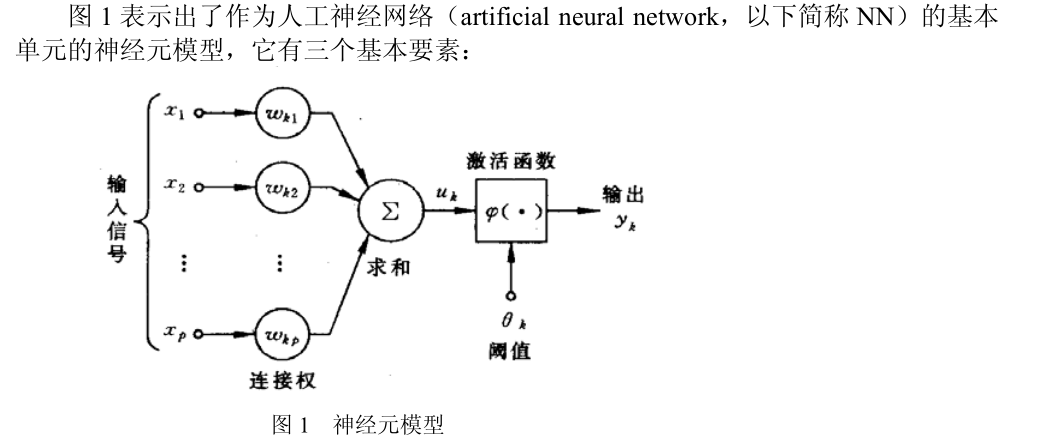 图 1 表示出了作为人工神经网络（artificial neural network，以下简称 NN）的基本
单元的神经元模型，它有三个基本要素：
x1
wk1
激活函数
x2
wk2
输入信号
Σ
uk
φ(·)
输出
yk
⋮
⋮
求和
θk
xp
wkp
阈值
连接权
图 1 神经元模型